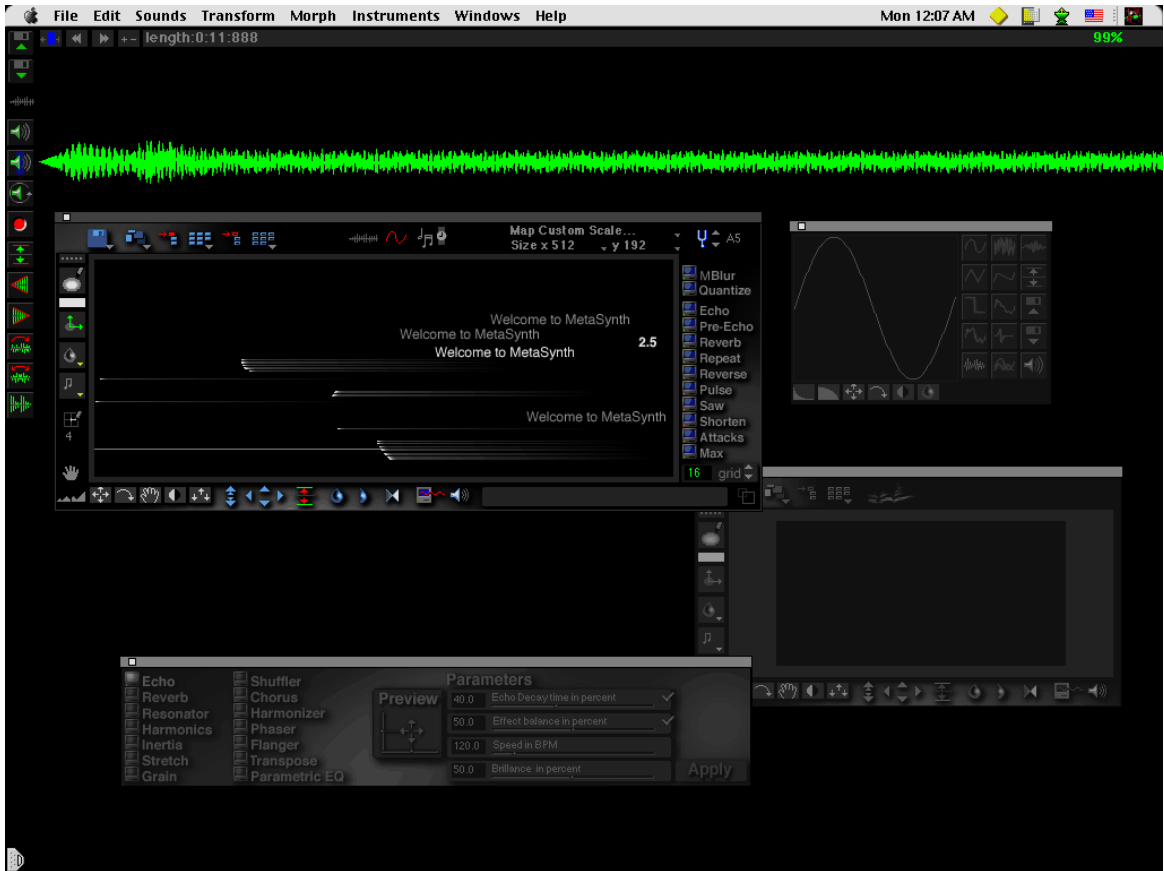 File Edit Sounds Transform Morph Instruments Windows Help Mon 12:07 AM
+- length:0:11:888 99%
Map Custom Scale...
Size x 512 y 192
A5
MBlur
Quantize
Echo
Pre-Echo
Reverb
Repeat
Reverse
Pulse
Saw
Shorten
Attacks
Max
16 grid
Welcome to MetaSynth
Welcome to MetaSynth
2.5
Welcome to MetaSynth
Welcome to MetaSynth
4
Echo
Reverb
Resonator
Harmonics
Inertia
Stretch
Grain
Shuffler
Chorus
Harmonizer
Phaser
Flanger
Transpose
Parametric EQ
Preview
Parameters
40.0 Echo Decay time in percent
50.0 Effect balance in percent
120.0 Speed in BPM
50.0 Brillance in percent
Apply